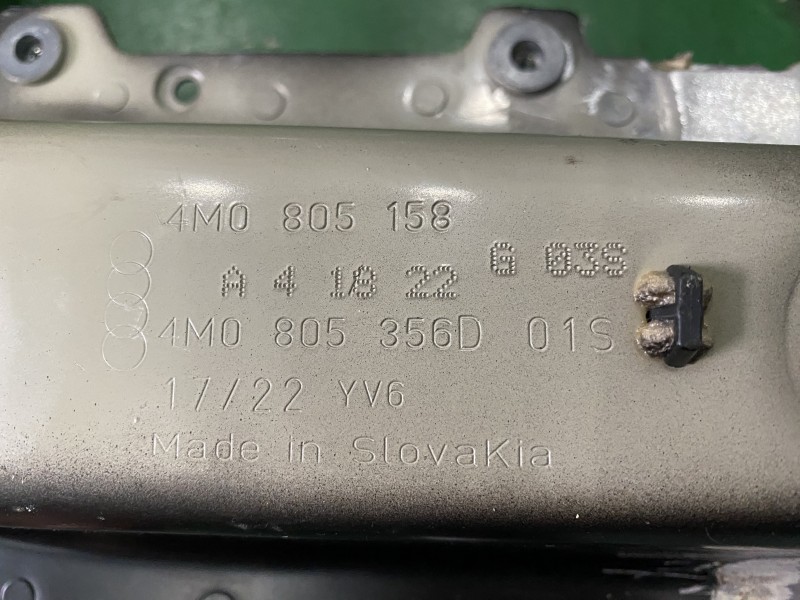 4M0 805 158
G 03S
A 4 18 22
4M0 805 356D 01S
17/22 YV6
Made in Slovakia